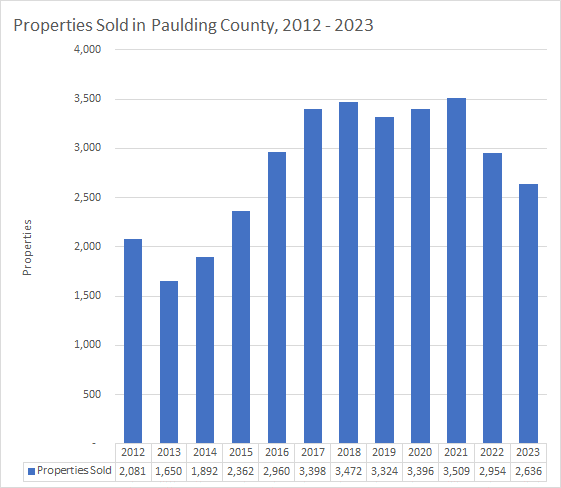 Properties Sold in Paulding County, 2012 - 2023
4,000
3,500
3,000
2,500
2,000
1,500
1,000
500
-
Properties
2012 2013 2014 2015 2016 2017 2018 2019 2020 2021 2022 2023
Properties Sold 2,081 1,650 1,892 2,362 2,960 3,398 3,472 3,324 3,396 3,509 2,954 2,636